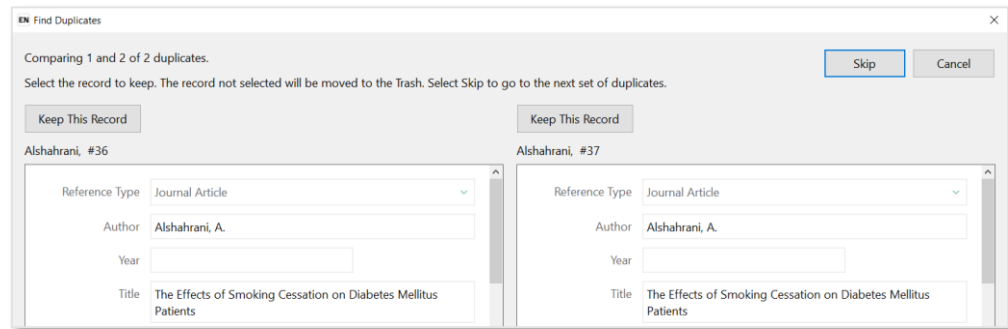 EN Find Duplicates
Comparing 1 and 2 of 2 duplicates.
Skip
Cancel
Select the record to keep. The record not selected will be moved to the Trash. Select Skip to go to the next set of duplicates.
Keep This Record
Keep This Record
Alshahrani, #36
Alshahrani, #37
Reference Type Journal Article
Author Alshahrani, A.
Year
Title The Effects of Smoking Cessation on Diabetes Mellitus
Patients
Reference Type Journal Article
Author Alshahrani, A.
Year
Title The Effects of Smoking Cessation on Diabetes Mellitus
Patients